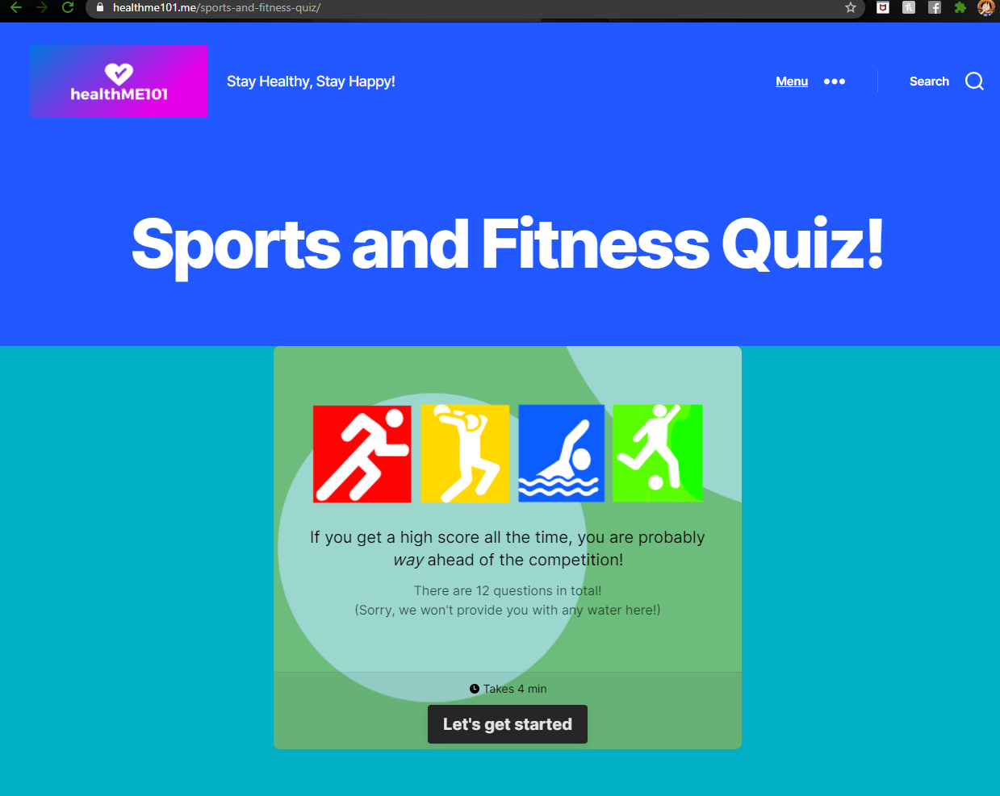 healthme101.me/sports-and-fitness-quiz/
healthME101
Stay Healthy, Stay Happy!
Menu
Search
Sports and Fitness Quiz!
If you get a high score all the time, you are probably
way ahead of the competition!
There are 12 questions in total!
(Sorry, we won't provide you with any water here!)
Takes 4 min
Let's get started